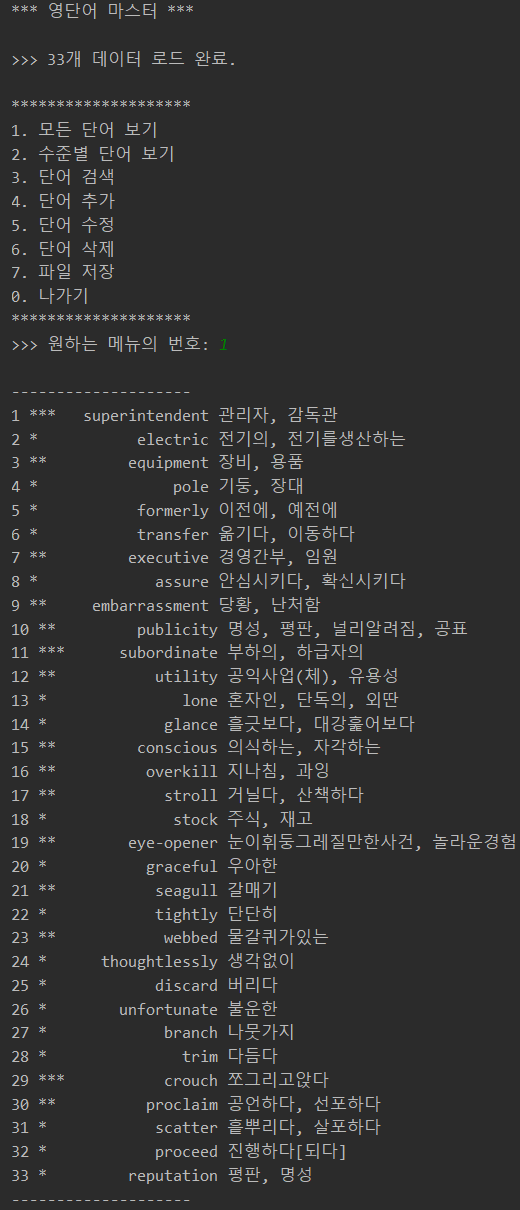 *** 영단어 마스터 ***
>>> 33개 데이터 로드 완료.
********************
1. 모든 단어 보기
2. 수준별 단어 보기
3. 단어 검색
4. 단어 추가
5. 단어 수정
6. 단어 삭제
7. 파일 저장
0. 나가기
********************
>>> 원하는 메뉴의 번호: 1
--------------------
1 *** superintendent 관리자, 감독관
2 * electric 전기의, 전기를생산하는
3 ** equipment 장비, 용품
4 * pole 기둥, 장대
5 * formerly 이전에, 예전에
6 * transfer 옮기다, 이동하다
7 ** executive 경영간부, 임원
8 * assure 안심시키다, 확신시키다
9 ** embarrassment 당황, 난처함
10 ** publicity 명성, 평판, 널리알려짐, 공표
11 *** subordinate 부하의, 하급자의
12 ** utility 공익사업(체), 유용성
13 * lone 혼자인, 단독의, 외딴
14 * glance 흘긋보다, 대강훑어보다
15 ** conscious 의식하는, 자각하는
16 ** overkill 지나침, 과잉
17 ** stroll 거닐다, 산책하다
18 * stock 주식, 재고
19 ** eye-opener 눈이휘둥그레질만한사건, 놀라운경험
20 * graceful 우아한
21 ** seagull 갈매기
22 * tightly 단단히
23 ** webbed 물갈퀴가있는
24 * thoughtlessly 생각없이
25 * discard 버리다
26 * unfortunate 불운한
27 * branch 나뭇가지
28 * trim 다듬다
29 *** crouch 쪼그리고앉다
30 ** proclaim 공언하다, 선포하다
31 * scatter 흩뿌리다, 살포하다
32 * proceed 진행하다[되다]
33 * reputation 평판, 명성
--------------------